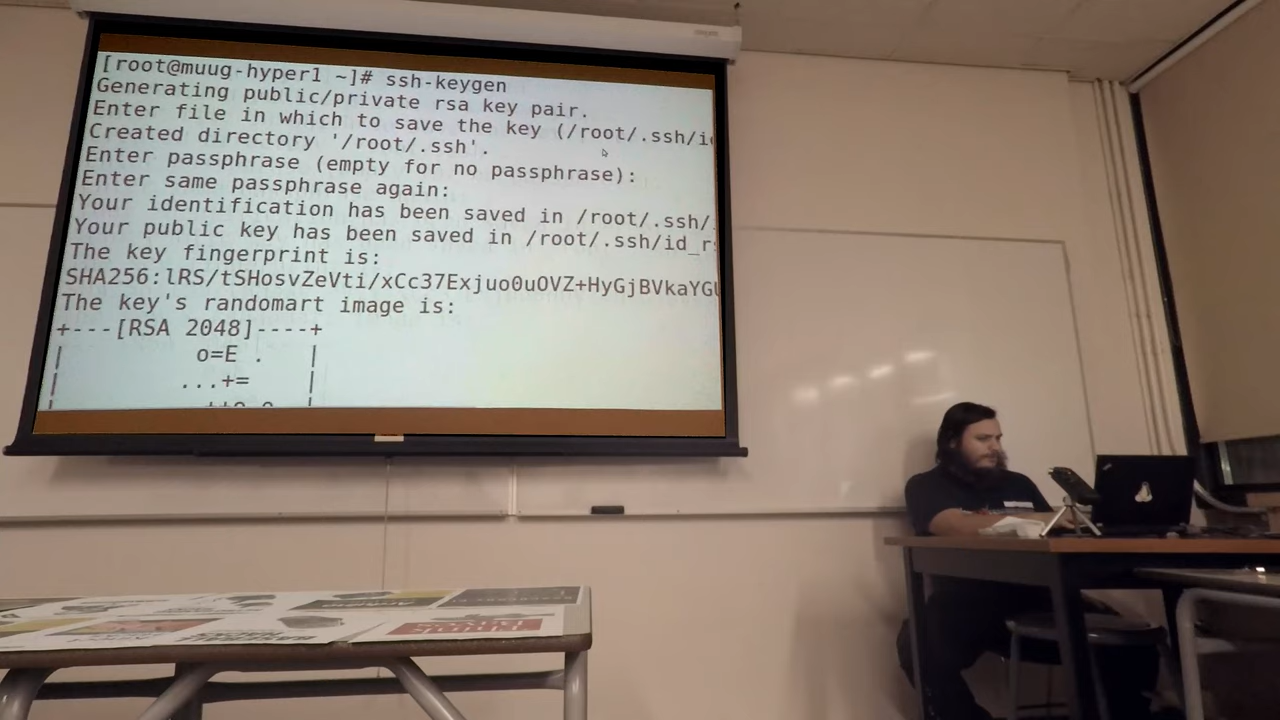 [root@muug-hyper1 ~]# ssh-keygen
Generating public/private rsa key pair.
Enter file in which to save the key (/root/.ssh/i
Created directory '/root/.ssh'.
Enter passphrase (empty for no passphrase):
Enter same passphrase again:
Your identification has been saved in /root/.ssh/
Your public key has been saved in /root/.ssh/id_r
The key fingerprint is:
SHA256:lRS/tSHosvZeVti/xCc37Exjuo0uOVZ+HyGjBVkaYG
The key's randomart image is:
+---[RSA 2048]----+
| o=E . |
| ...+= |